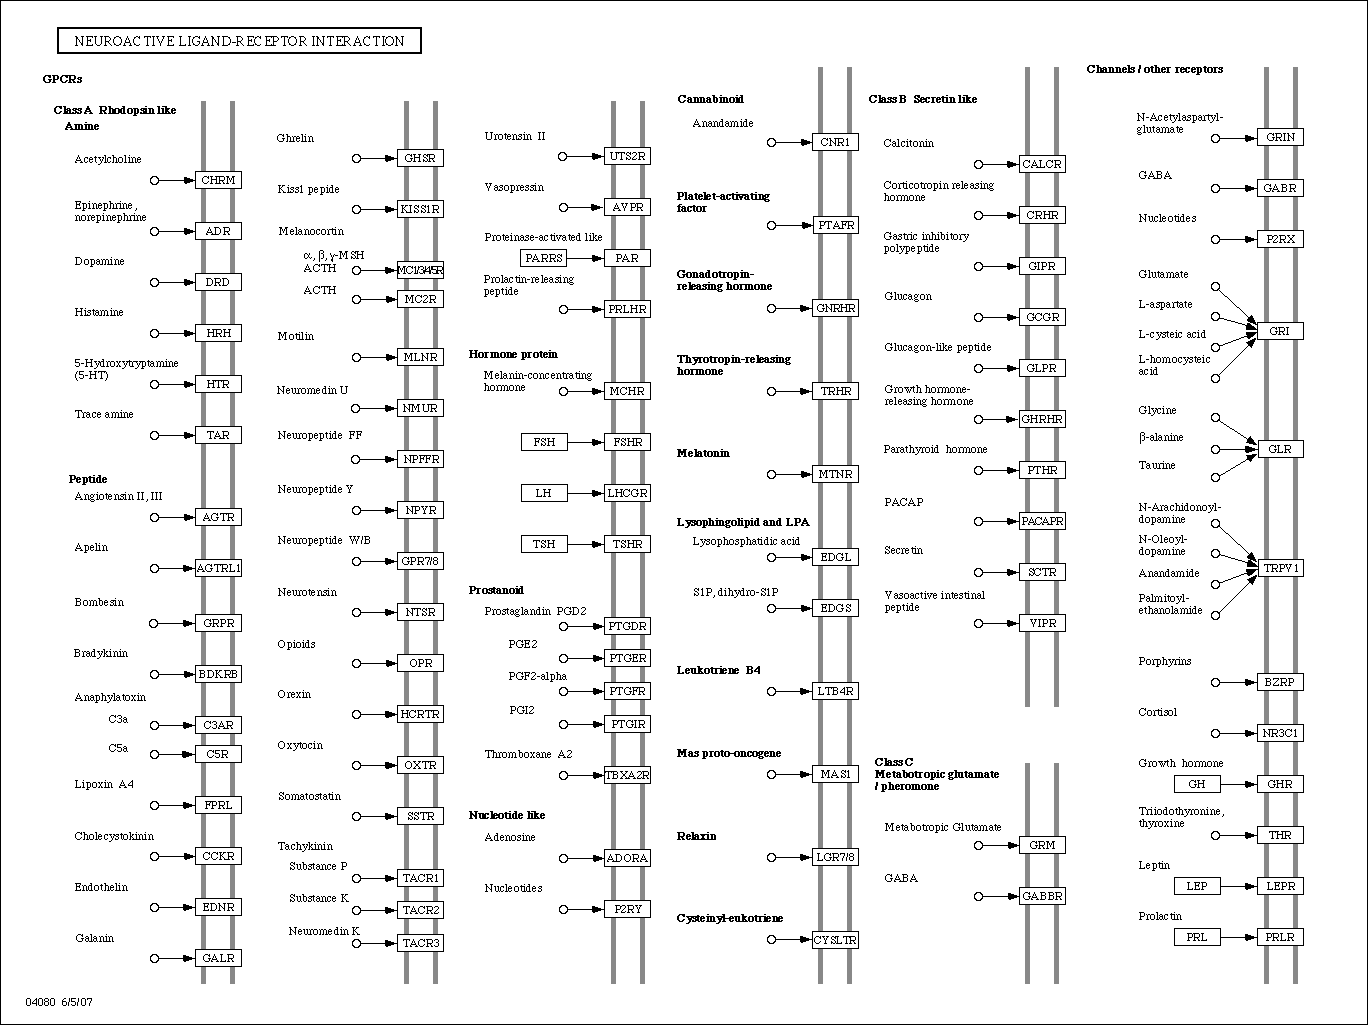 NEUROACTIVE LIGAND-RECEPTOR INTERACTION
GPCRs
Class A Rhodopsin like
Amine
Acetylcholine
CHRM
Epinephrine,
norepinephrine
ADR
Dopamine
DRD
Histamine
HRH
5-Hydroxytryptamine
(5-HT)
HTR
Trace amine
TAR
Peptide
Angiotensin II, III
AGTR
Apelin
AGTRL1
Bombesin
GRPR
Bradykinin
BDKRB
Anaphylatoxin
C3a
C3AR
C5a
C5R
Lipoxin A4
FPRL
Cholecystokinin
CCKR
Endothelin
EDNR
Galanin
GALR
Ghrelin
GHSR
Kiss1 pepide
KISS1R
Melanocortin
α, β, γ-MSH
ACTH
MC1/3/4/5R
ACTH
MC2R
Motilin
MLNR
Neuromedin U
NMUR
Neuropeptide FF
NPFFR
Neuropeptide Y
NPYR
Neuropeptide W/B
GPR7/8
Neurotensin
NTSR
Opioids
OPR
Orexin
HCRTR
Oxytocin
OXTR
Somatostatin
SSTR
Tachykinin
Substance P
TACR1
Substance K
TACR2
Neuromedin K
TACR3
Urotensin II
UTS2R
Vasopressin
AVPR
Proteinase-activated like
PARRS
PAR
Prolactin-releasing
peptide
PRLHR
Hormone protein
Melanin-concentrating
hormone
MCHR
FSH
FSHR
LH
LHCGR
TSH
TSHR
Prostanoid
Prostaglandin PGD2
PTGDR
PGE2
PTGER
PGF2-alpha
PTGFR
PGI2
PTGIR
Thromboxane A2
TBXA2R
Nucleotide like
Adenosine
ADORA
Nucleotides
P2RY
Cannabinoid
Anandamide
CNR1
Platelet-activating
factor
PTAFR
Gonadotropin-
releasing hormone
GNRHR
Thyrotropin-releasing
hormone
TRHR
Melatonin
MTNR
Lysophingolipid and LPA
Lysophosphatidic acid
EDGL
S1P, dihydro-S1P
EDGS
Leukotriene B4
LTB4R
Mas proto-oncogene
MAS1
Relaxin
LGR7/8
Cysteinyl-eukotriene
CYSLTR
Class B Secretin like
Calcitonin
CALCR
Corticotropin releasing
hormone
CRHR
Gastric inhibitory
polypeptide
GIPR
Glucagon
GCGR
Glucagon-like peptide
GLPR
Growth hormone-
releasing hormone
GHRHR
Parathyroid hormone
PTHR
PACAP
PACAPR
Secretin
SCTR
Vasoactive intestinal
peptide
VIPR
Class C
Metabotropic glutamate
/ pheromone
Metabotropic Glutamate
GRM
GABA
GABBR
Channels / other receptors
N-Acetylaspartyl-
glutamate
GRIN
GABA
GABR
Nucleotides
P2RX
Glutamate
L-aspartate
GRI
L-cysteic acid
L-homocysteic
acid
Glycine
β-alanine
GLR
Taurine
N-Arachidonoyl-
dopamine
N-Oleoyl-
dopamine
TRPV1
Anandamide
Palmitoyl-
ethanolamide
Porphyrins
BZRP
Cortisol
NR3C1
Growth hormone
GH
GHR
Triiodothyronine,
thyroxine
THR
Leptin
LEP
LEPR
Prolactin
PRL
PRLR
04080 6/5/07